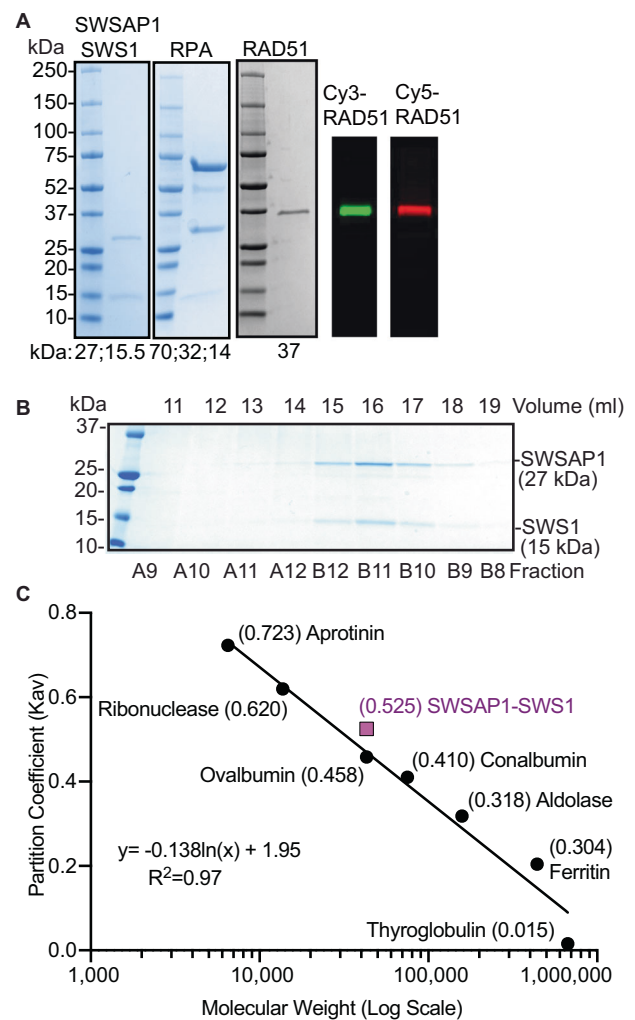 A
SWSAP1
kDa SWS1 RPA RAD51
250
150
100
75
52
37
25
20
15
10
Cy3- Cy5-
RAD51 RAD51
kDa: 27;15.5 70;32;14 37
B
kDa 11 12 13 14 15 16 17 18 19 Volume (ml)
37
25
20
15
10
SWSAP1
(27 kDa)
SWS1
(15 kDa)
A9 A10 A11 A12 B12 B11 B10 B9 B8 Fraction
C
Partition Coefficient (Kav)
0.8
0.6
0.4
0.2
0.0
(0.723) Aprotinin
Ribonuclease (0.620)
(0.525) SWSAP1-SWS1
Ovalbumin (0.458)
(0.410) Conalbumin
(0.318) Aldolase
(0.304)
Ferritin
Thyroglobulin (0.015)
y= -0.138ln(x) + 1.95
R²=0.97
1,000 10,000 100,000 1,000,000
Molecular Weight (Log Scale)